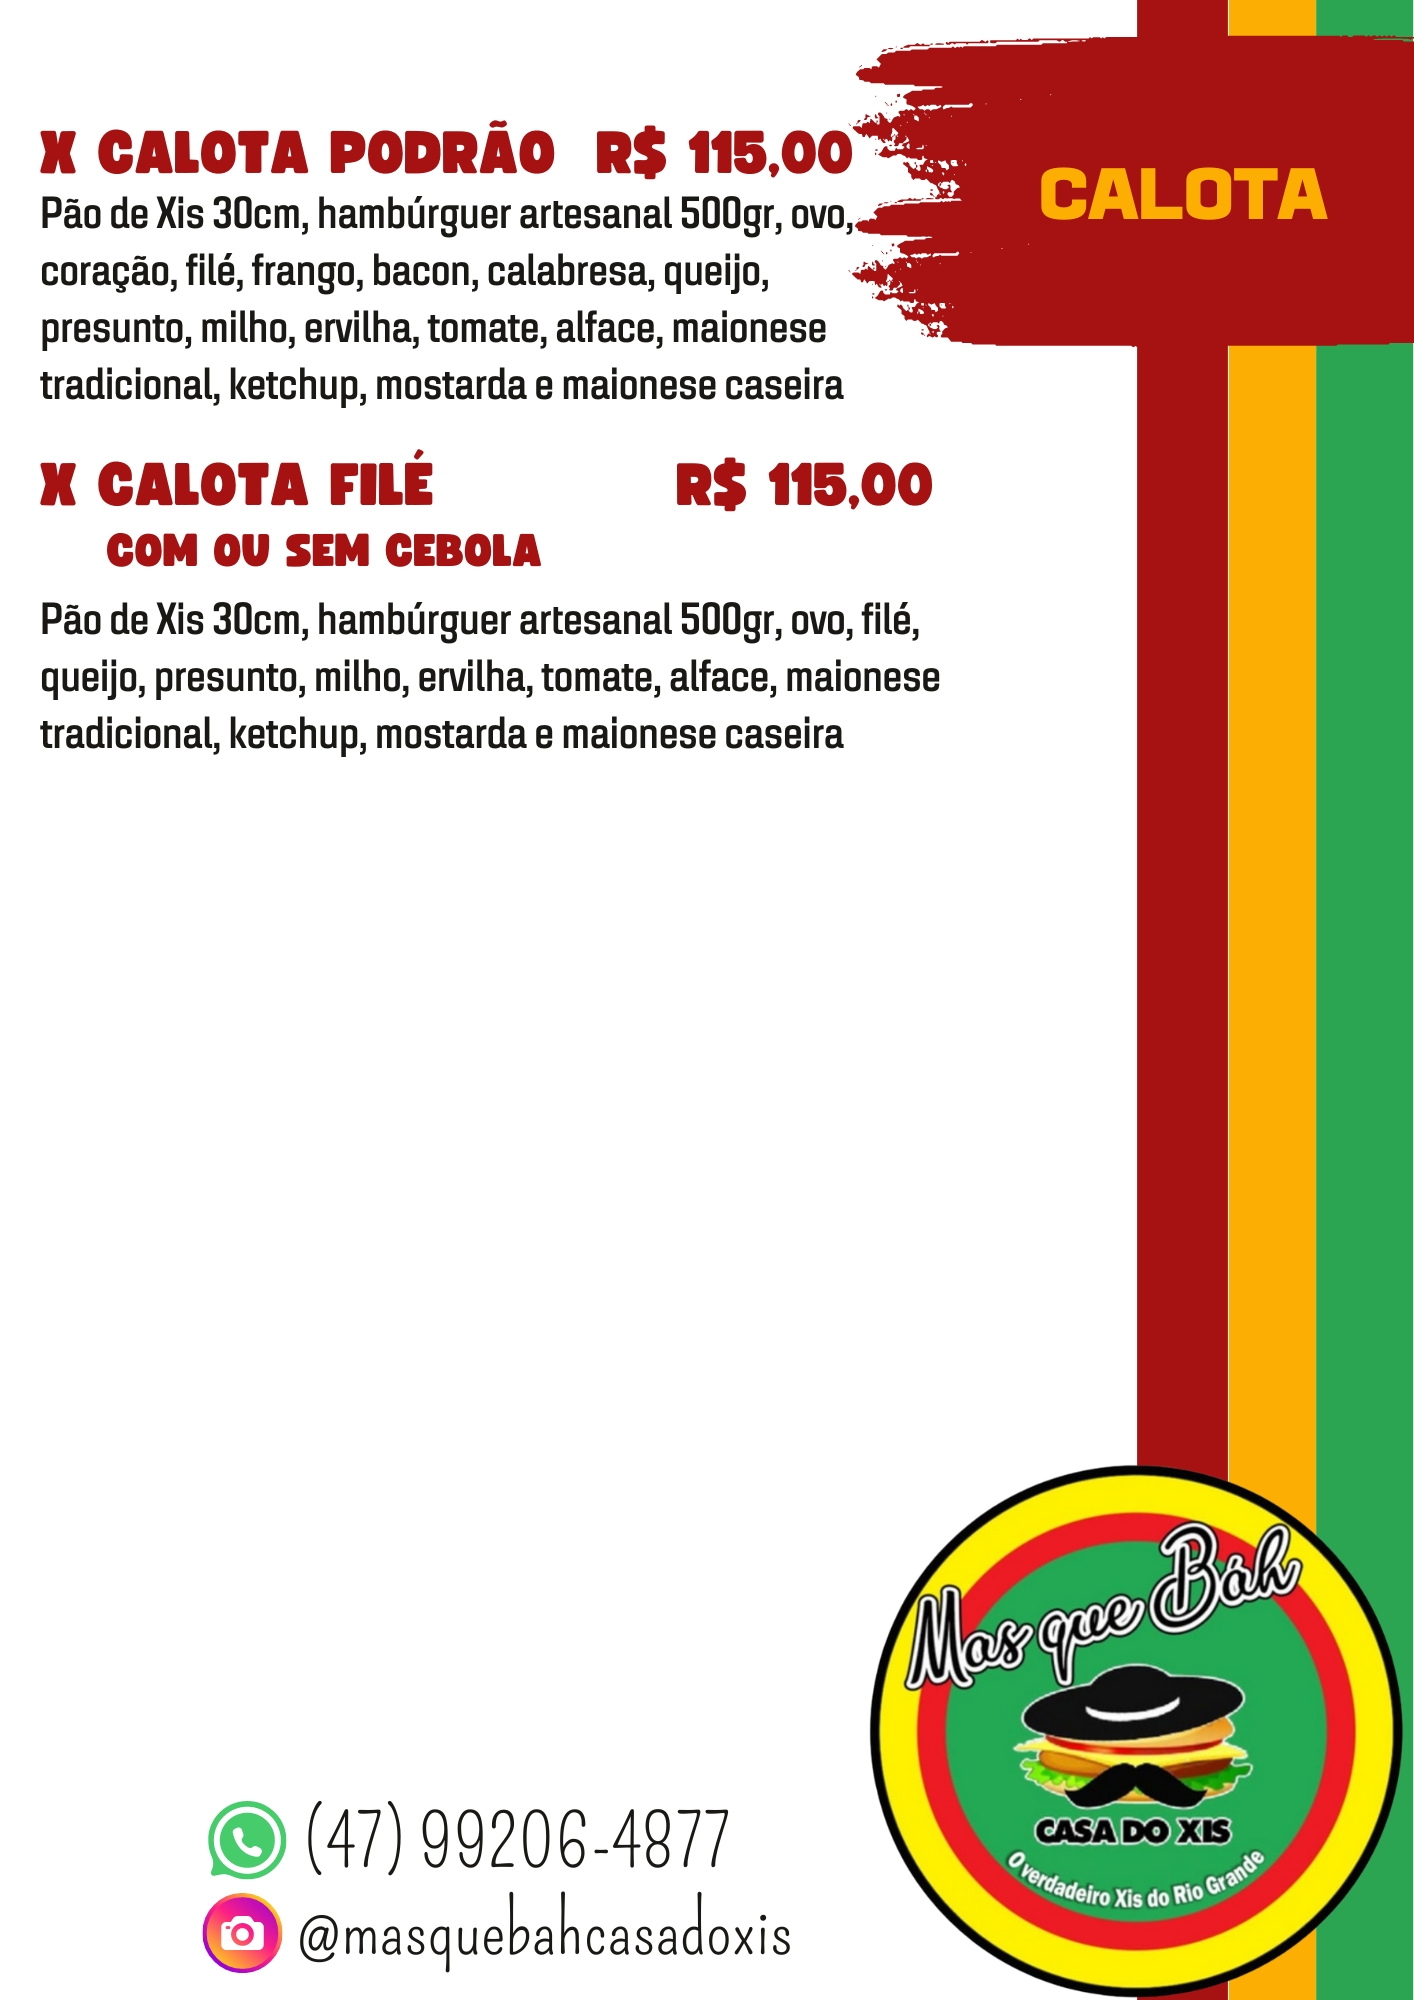 X CALOTA PODRÃO R$ 115,00
CALOTA
Pão de Xis 30cm, hambúrguer artesanal 500gr, ovo,
coração, filé, frango, bacon, calabresa, queijo,
presunto, milho, ervilha, tomate, alface, maionese
tradicional, ketchup, mostarda e maionese caseira
X CALOTA FILÉ R$ 115,00
COM OU SEM CEBOLA
Pão de Xis 30cm, hambúrguer artesanal 500gr, ovo, filé,
queijo, presunto, milho, ervilha, tomate, alface, maionese
tradicional, ketchup, mostarda e maionese caseira
Mas que Báh
CASA DO XIS
O verdadeiro Xis do Rio Grande
(47) 99206-4877
@masquebahcasadoxis